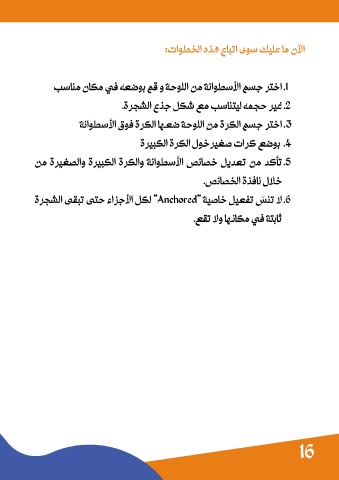 الآن ما عليك سوى اتباع هذه الخطوات:
1. اختر جسم الأسطوانة من اللوحة و قم بوضعه في مكان مناسب
2. غير حجمه ليتناسب مع شكل جذع الشجرة.
3. اختر جسم الكرة من اللوحة ضعها الكرة فوق الأسطوانة
4. بوضع كرات صغير حول الكرة الكبيرة
5. تأكد من تعديل خصائص الأسطوانة والكرة الكبيرة والصغيرة من
خلال نافذة الخصائص.
6. لا تنسَ تفعيل خاصية "Anchored" لكل الأجزاء حتى تبقى الشجرة
ثابتة في مكانها ولا تقع.
16